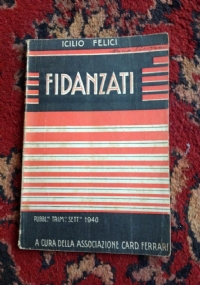 ICILIO FELICI
FIDANZATI
PUBBL.ᴺᴱ TRIM.ᴸᴱ SETT.ᴱ 1940
A CURA DELLA ASSOCIAZIONE CARD. FERRARI